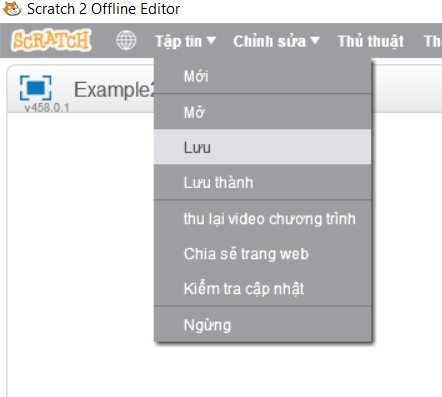 Scratch 2 Offline Editor
SCRATCH Tập tin Chỉnh sửa Thủ thuật Th
Example2
v458.0.1
Mới
Mở
Lưu
Lưu thành
thu lại video chương trình
Chia sẻ trang web
Kiểm tra cập nhật
Ngừng